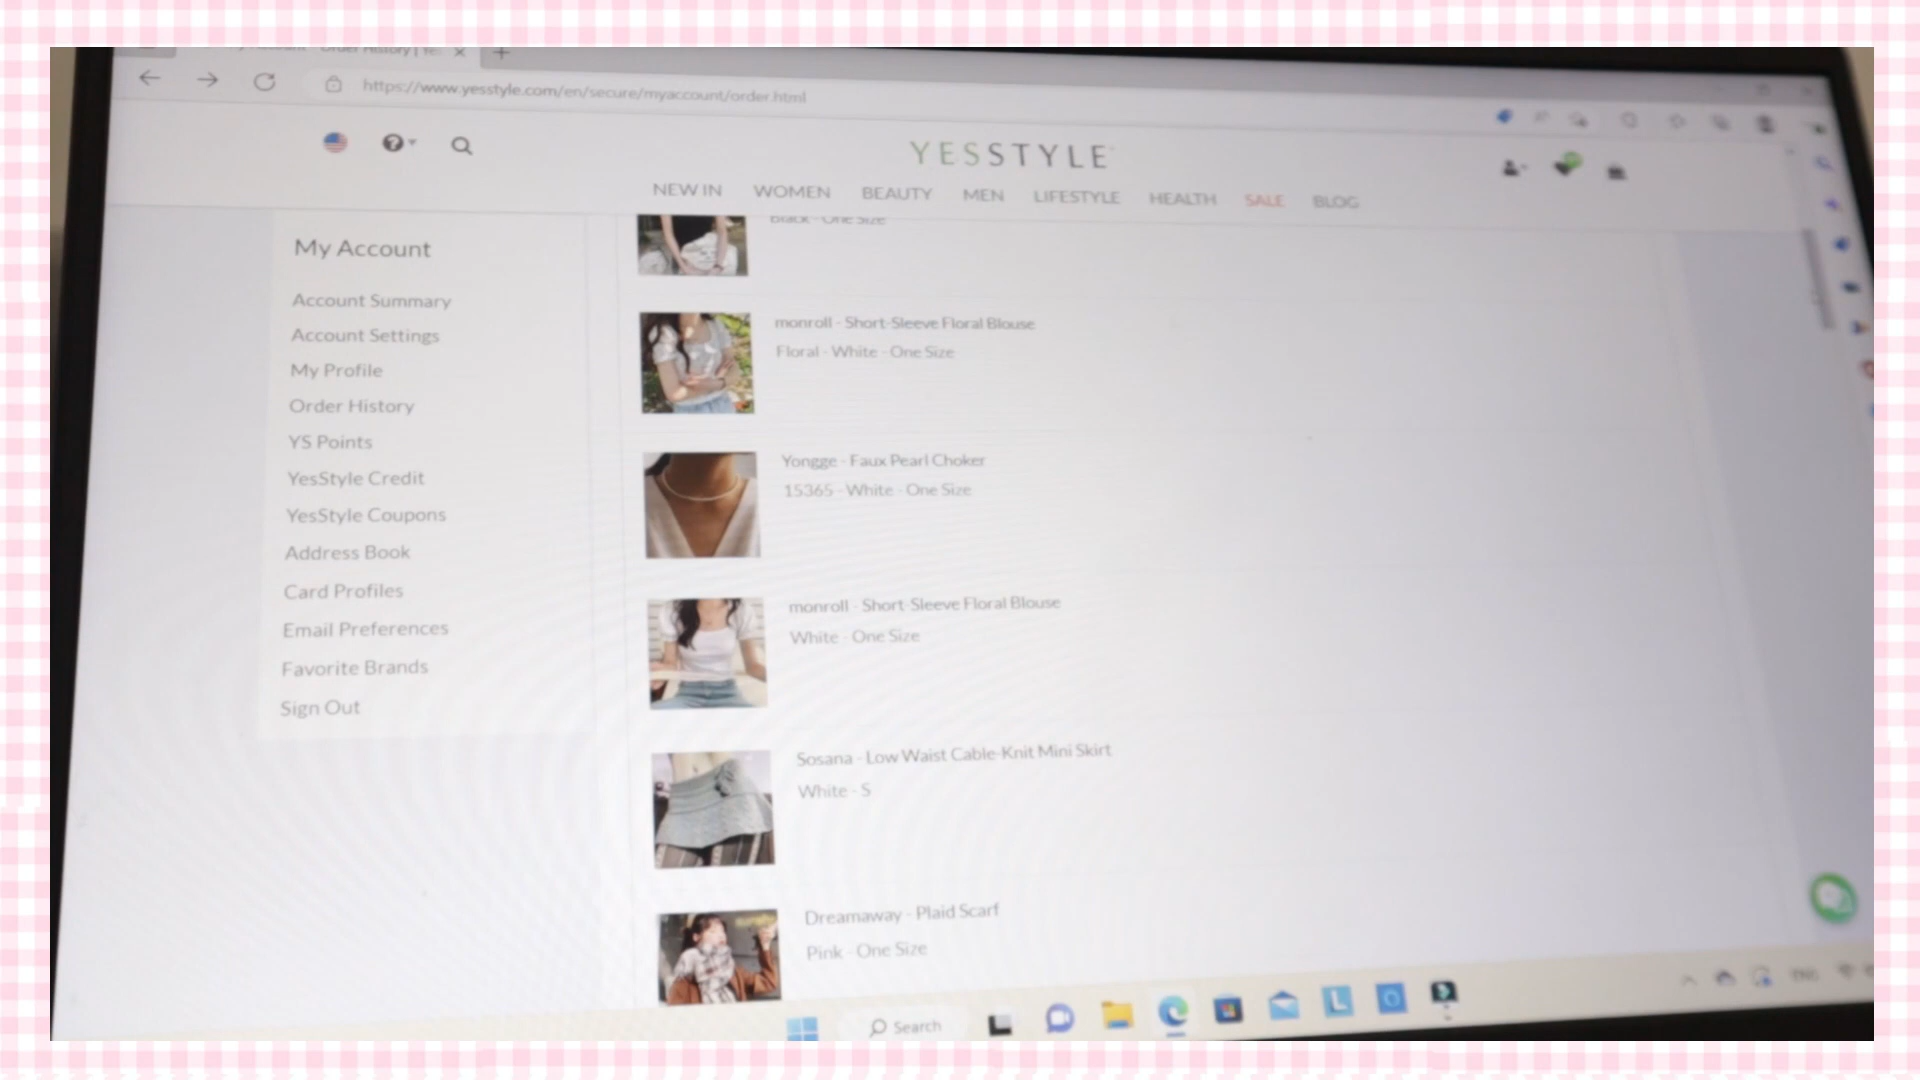 https://www.yesstyle.com/en/secure/myaccount/order.html
YESSTYLE
NEW IN WOMEN BEAUTY MEN LIFESTYLE HEALTH SALE BLOG
My Account
Account Summary
Account Settings
My Profile
Order History
YS Points
YesStyle Credit
YesStyle Coupons
Address Book
Card Profiles
Email Preferences
Favorite Brands
Sign Out
Black - One Size
monroll - Short-Sleeve Floral Blouse
Floral - White - One Size
Yongge - Faux Pearl Choker
15365 - White - One Size
monroll - Short-Sleeve Floral Blouse
White - One Size
Sosana - Low Waist Cable-Knit Mini Skirt
White - S
Dreamaway - Plaid Scarf
Pink - One Size
Search
ENG